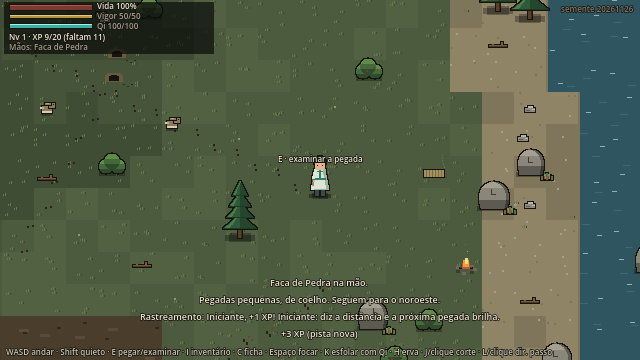 Vida 100%
Vigor 50/50
Qi 100/100
Nv 1 · XP 9/20 (faltam 11)
Mãos: Faca de Pedra
semente 20261126
E · examinar a pegada
Faca de Pedra na mão.
Pegadas pequenas, de coelho. Seguem para o noroeste.
Rastreamento: Iniciante, +1 XP! Iniciante: diz a distância e a próxima pegada brilha.
+3 XP (pista nova)
WASD andar · Shift quieto · E pegar/examinar · I inventário · C ficha · Espaço focar · K esfolar com Qi · H erva · J/clique corte · L/clique dir. passo